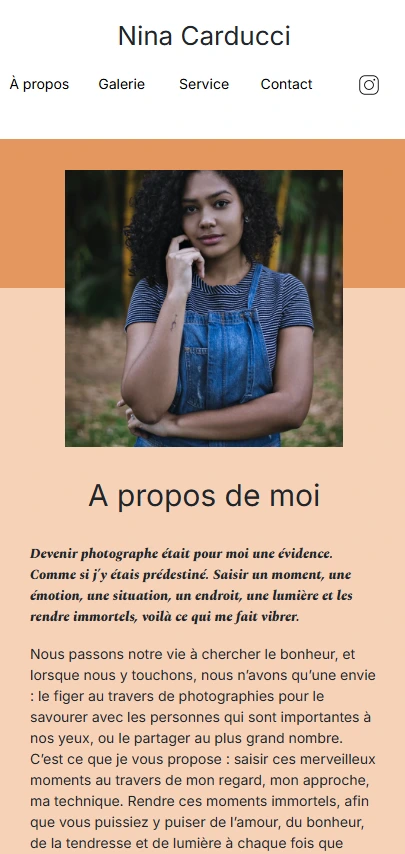 Nina Carducci
À propos Galerie Service Contact
A propos de moi
Devenir photographe était pour moi une évidence.
Comme si j'y étais prédestiné. Saisir un moment, une
émotion, une situation, un endroit, une lumière et les
rendre immortels, voilà ce qui me fait vibrer.
Nous passons notre vie à chercher le bonheur, et
lorsque nous y touchons, nous n’avons qu’une envie
: le figer au travers de photographies pour le
savourer avec les personnes qui sont importantes à
nos yeux, ou le partager au plus grand nombre.
C’est ce que je vous propose : saisir ces merveilleux
moments au travers de mon regard, mon approche,
ma technique. Rendre ces moments immortels, afin
que vous puissiez y puiser de l’amour, du bonheur,
de la tendresse et de lumière à chaque fois que